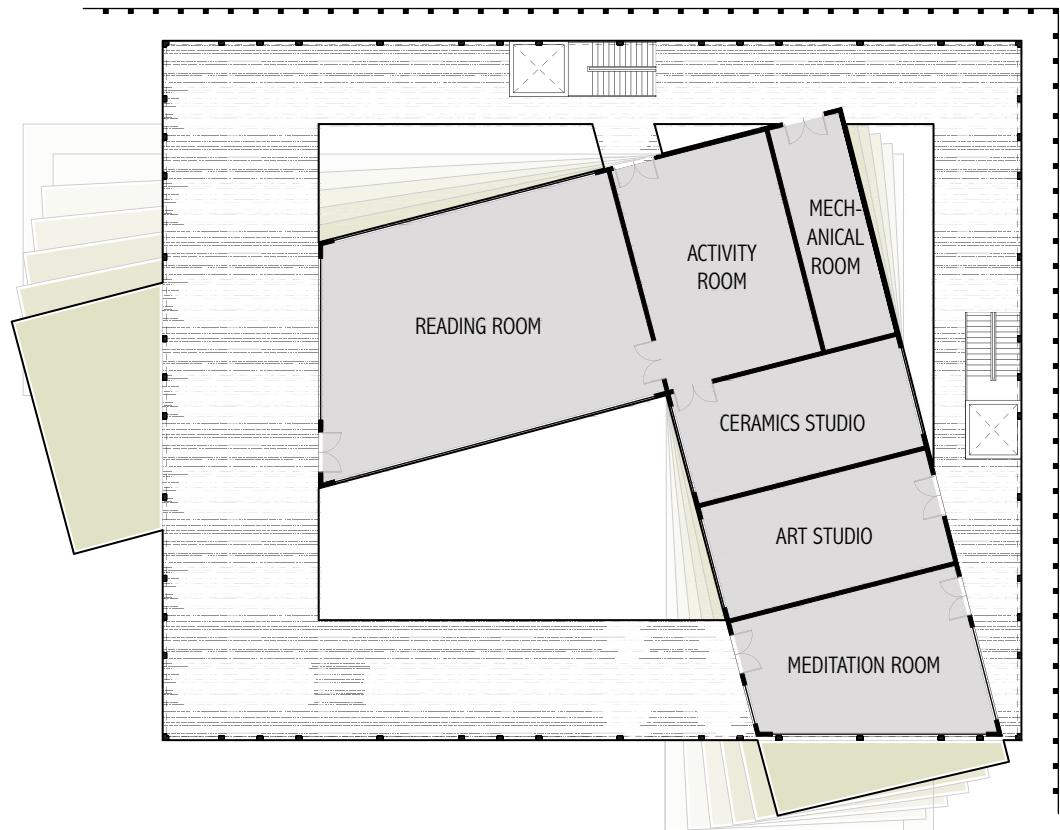 MECH-
ANICAL
ROOM
ACTIVITY
ROOM
READING ROOM
CERAMICS STUDIO
ART STUDIO
MEDITATION ROOM